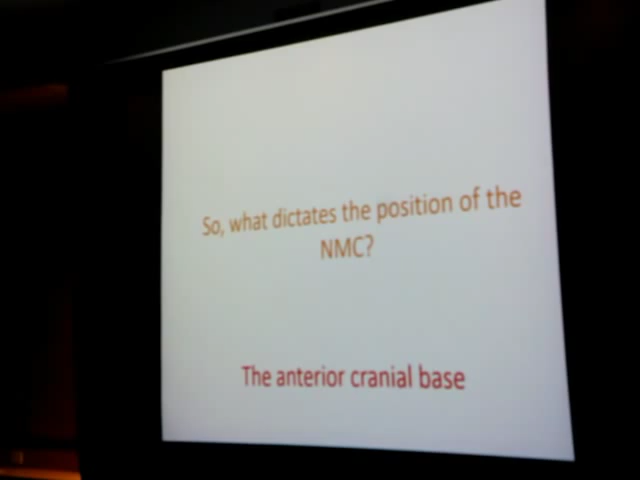 So, what dictates the position of the
NMC?
The anterior cranial base